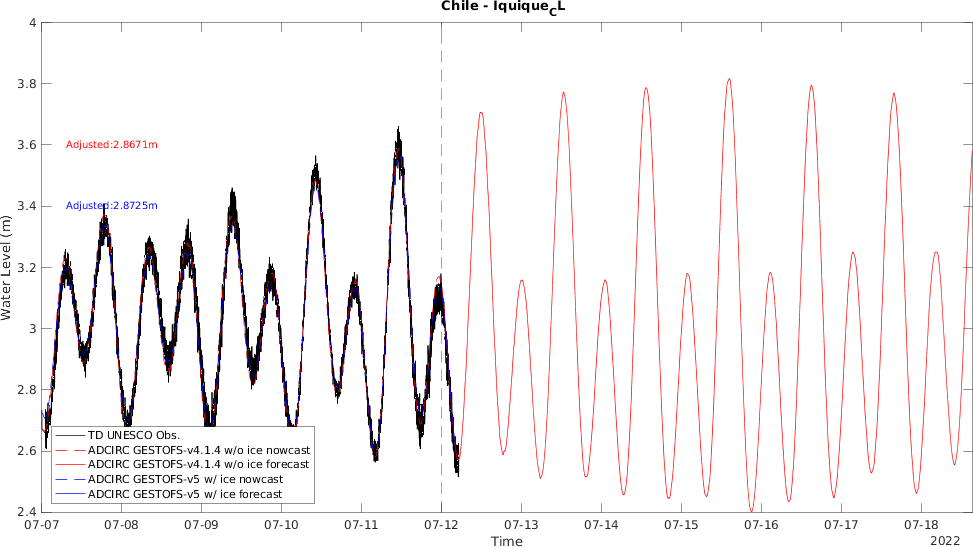 Chile - Iquique_CL
4
3.8
3.6
3.4
3.2
3
2.8
2.6
2.4
Water Level (m)
Adjusted:2.8671m
Adjusted:2.8725m
TD UNESCO Obs.
ADCIRC GESTOFS-v4.1.4 w/o ice nowcast
ADCIRC GESTOFS-v4.1.4 w/o ice forecast
ADCIRC GESTOFS-v5 w/ ice nowcast
ADCIRC GESTOFS-v5 w/ ice forecast
07-07 07-08 07-09 07-10 07-11 07-12 07-13 07-14 07-15 07-16 07-17 07-18
Time
2022